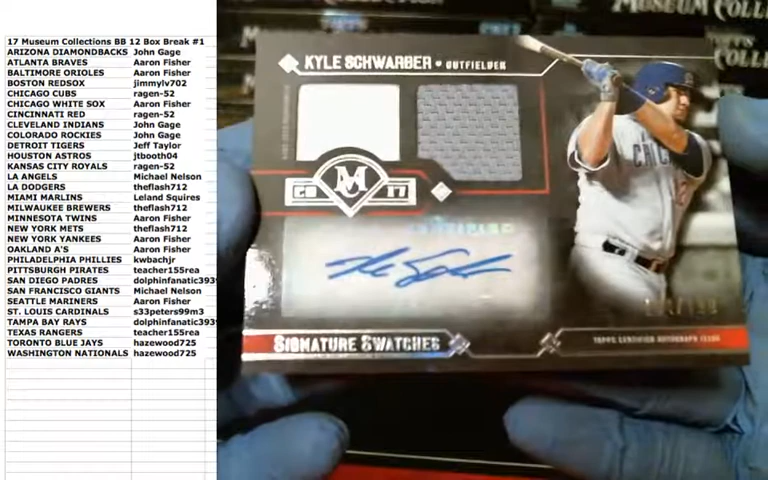 17 Museum Collections BB 12 Box Break #1
ARIZONA DIAMONDBACKS John Gage
ATLANTA BRAVES Aaron Fisher
BALTIMORE ORIOLES Aaron Fisher
BOSTON REDSOX jimmylv702
CHICAGO CUBS ragen-52
CHICAGO WHITE SOX Aaron Fisher
CINCINNATI RED ragen-52
CLEVELAND INDIANS John Gage
COLORADO ROCKIES John Gage
DETROIT TIGERS Jeff Taylor
HOUSTON ASTROS jtbooth04
KANSAS CITY ROYALS ragen-52
LA ANGELS Michael Nelson
LA DODGERS theflash712
MIAMI MARLINS Leland Squires
MILWAUKEE BREWERS theflash712
MINNESOTA TWINS Aaron Fisher
NEW YORK METS theflash712
NEW YORK YANKEES Aaron Fisher
OAKLAND A'S Aaron Fisher
PHILADELPHIA PHILLIES kwbachjr
PITTSBURGH PIRATES teacher155rea
SAN DIEGO PADRES dolphinfanatic393
SAN FRANCISCO GIANTS Michael Nelson
SEATTLE MARINERS Aaron Fisher
ST. LOUIS CARDINALS s33peters99m3
TAMPA BAY RAYS dolphinfanatic393
TEXAS RANGERS teacher155rea
TORONTO BLUE JAYS hazewood725
WASHINGTON NATIONALS hazewood725
MUSEUM COLL
KYLE SCHWARBER • OUTFIELDER
CHIC
M
20 17
SIGNATURE SWATCHES
TOPPS CERTIFIED AUTOGRAPH ISSUE